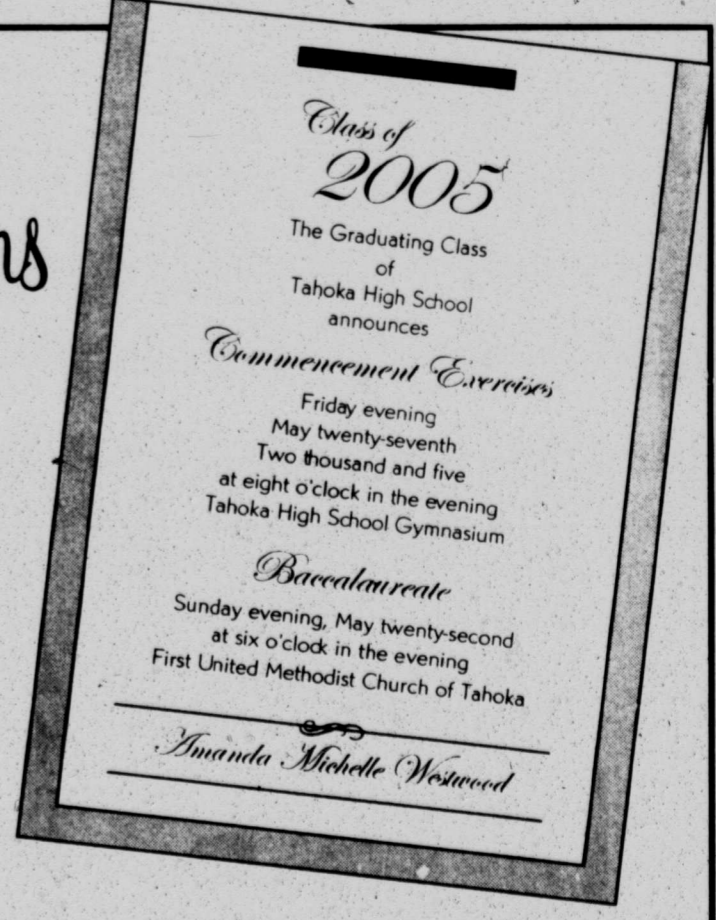 ns
Class of
2005
The Graduating Class
of
Tahoka High School
announces
Commencement Exercises
Friday evening
May twenty-seventh
Two thousand and five
at eight o'clock in the evening
Tahoka High School Gymnasium
Baccalaureate
Sunday evening, May twenty-second
at six o'clock in the evening
First United Methodist Church of Tahoka
Amanda Michelle Westwood